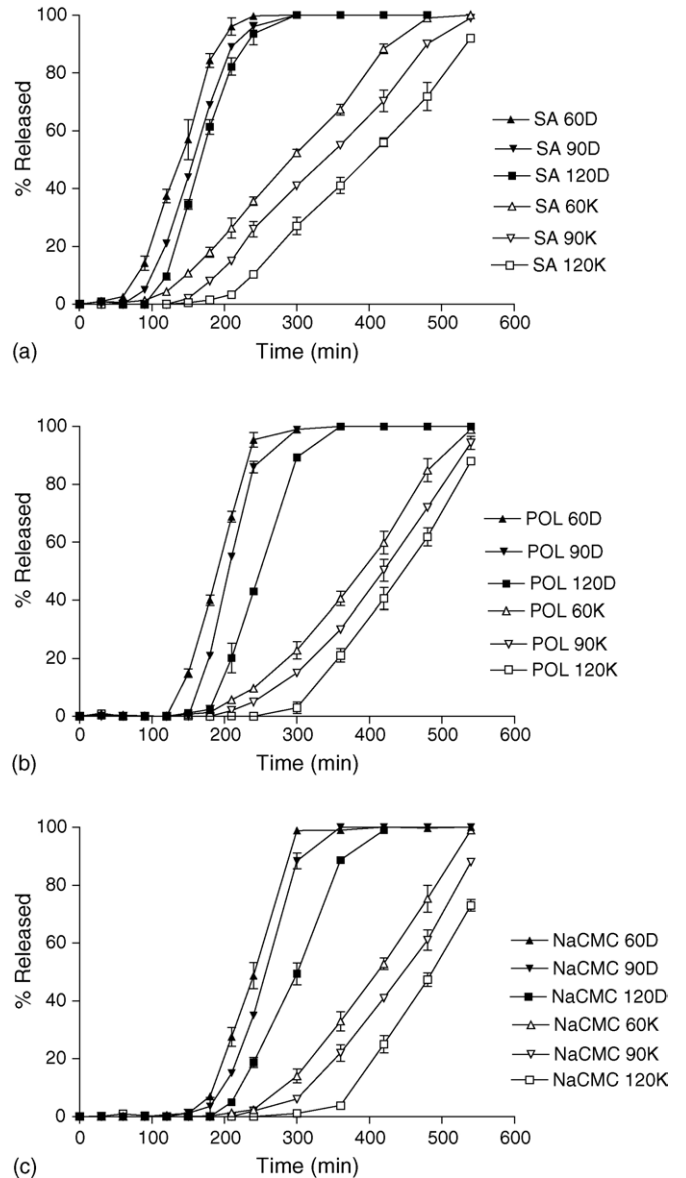 100
80
60
40
20
0
% Released
SA 60D
SA 90D
SA 120D
SA 60K
SA 90K
SA 120K
0 100 200 300 400 500 600
(a) Time (min)
100
80
60
40
20
0
% Released
POL 60D
POL 90D
POL 120D
POL 60K
POL 90K
POL 120K
0 100 200 300 400 500 600
(b) Time (min)
100
80
60
40
20
0
% Released
NaCMC 60D
NaCMC 90D
NaCMC 120D
NaCMC 60K
NaCMC 90K
NaCMC 120K
0 100 200 300 400 500 600
(c) Time (min)